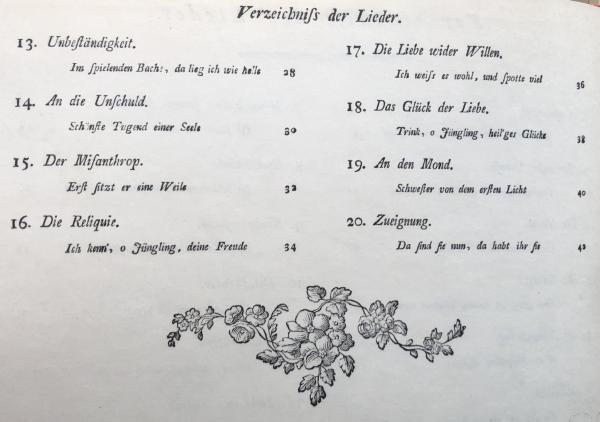 Verzeichniſs der Lieder.
13. Unbeſtändigkeit.
Im ſpielenden Bache, da lieg ich wie helle 28
14. An die Unſchuld.
Schönſte Tugend einer Seele 30
15. Der Miſanthrop.
Erſt ſitzt er eine Weile 32
16. Die Reliquie.
Ich kenn', o Jüngling, deine Freude 34
17. Die Liebe wider Willen.
Ich weiſs es wohl, und ſpotte viel 36
18. Das Glück der Liebe.
Trink, o Jüngling, heil'ges Glücke 38
19. An den Mond.
Schweſter von dem erſten Licht 40
20. Zueignung.
Da ſind ſie nun, da habt ihr ſie 42